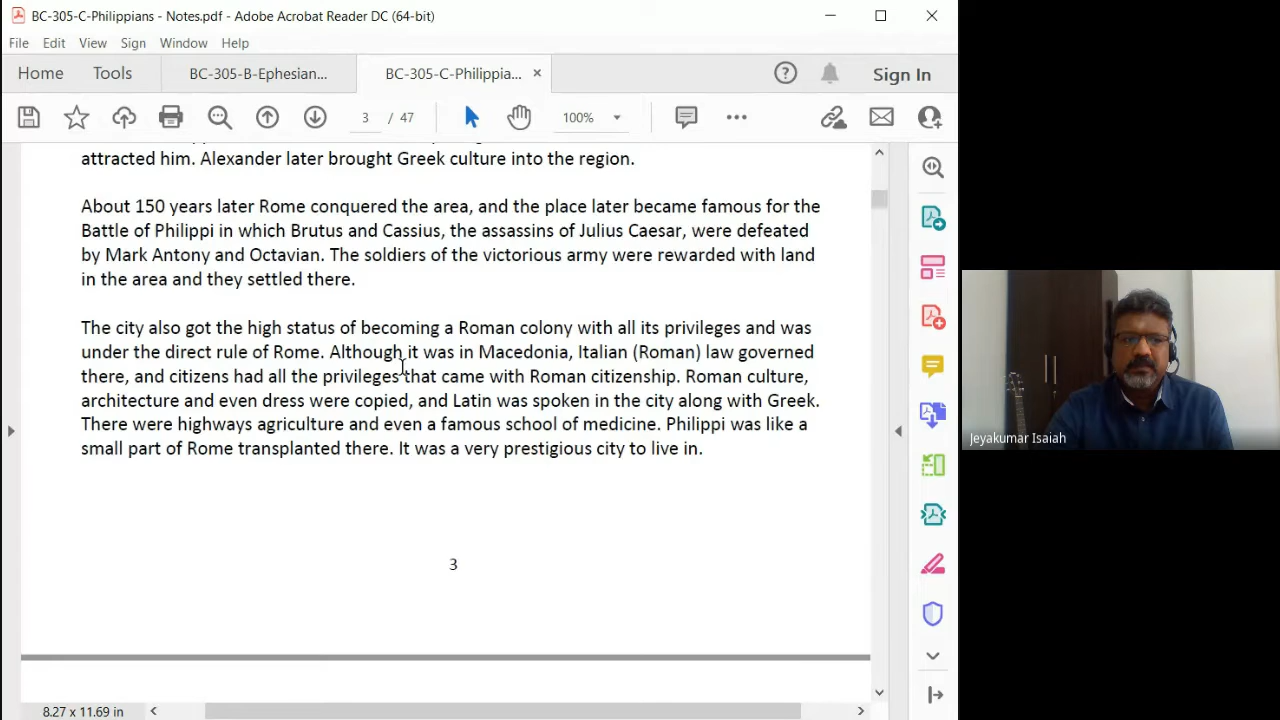 BC-305-C-Philippians - Notes.pdf - Adobe Acrobat Reader DC (64-bit)
File Edit View Sign Window Help
Home Tools BC-305-B-Ephesian... BC-305-C-Philippia... × Sign In
3 / 47 100%
attracted him. Alexander later brought Greek culture into the region.
About 150 years later Rome conquered the area, and the place later became famous for the
Battle of Philippi in which Brutus and Cassius, the assassins of Julius Caesar, were defeated
by Mark Antony and Octavian. The soldiers of the victorious army were rewarded with land
in the area and they settled there.
The city also got the high status of becoming a Roman colony with all its privileges and was
under the direct rule of Rome. Although it was in Macedonia, Italian (Roman) law governed
there, and citizens had all the privileges that came with Roman citizenship. Roman culture,
architecture and even dress were copied, and Latin was spoken in the city along with Greek.
There were highways agriculture and even a famous school of medicine. Philippi was like a
small part of Rome transplanted there. It was a very prestigious city to live in.
3
8.27 x 11.69 in
Jeyakumar Isaiah